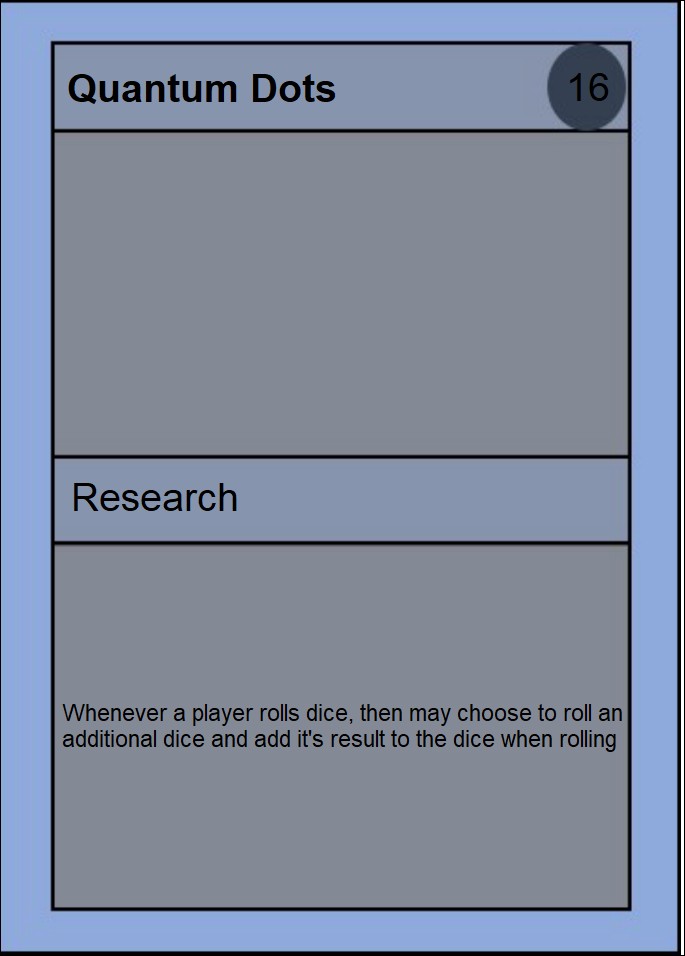 Quantum Dots
16
Research
Whenever a player rolls dice, then may choose to roll an
additional dice and add it's result to the dice when rolling